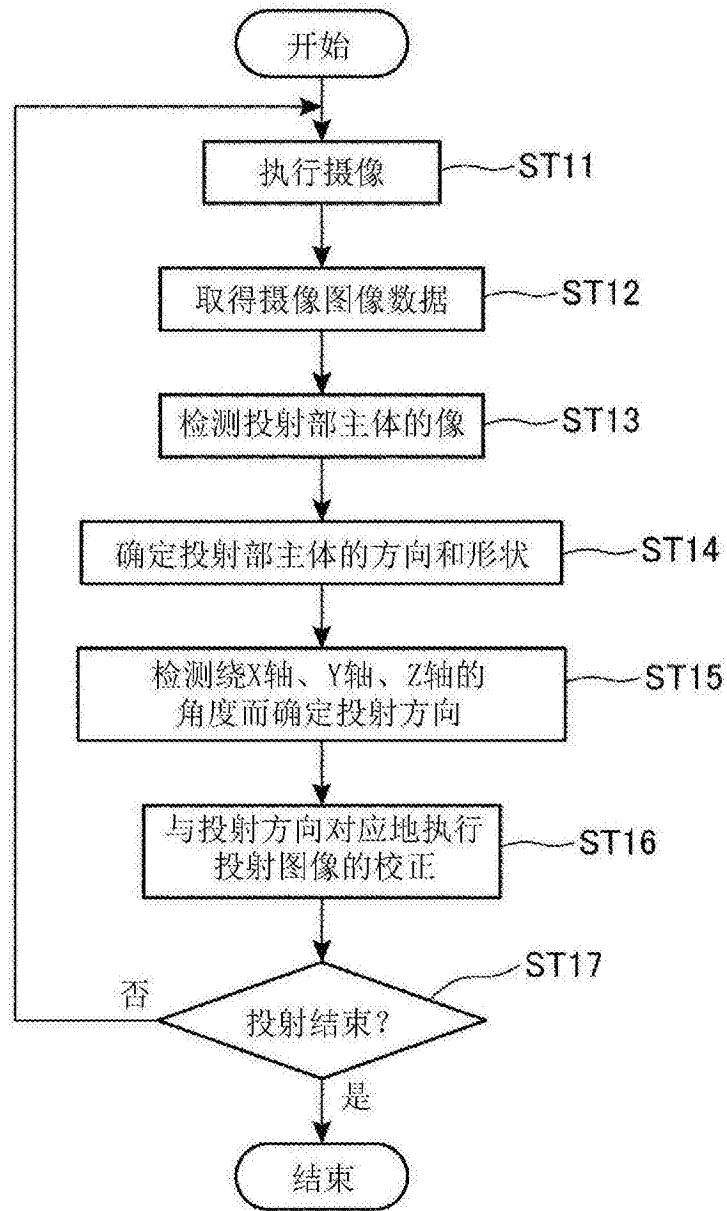 开始
执行摄像
ST11
取得摄像图像数据
ST12
检测投射部主体的像
ST13
确定投射部主体的方向和形状
ST14
检测绕X轴、Y轴、Z轴的
角度而确定投射方向
ST15
与投射方向对应地执行
投射图像的校正
ST16
投射结束?
ST17
否
是
结束